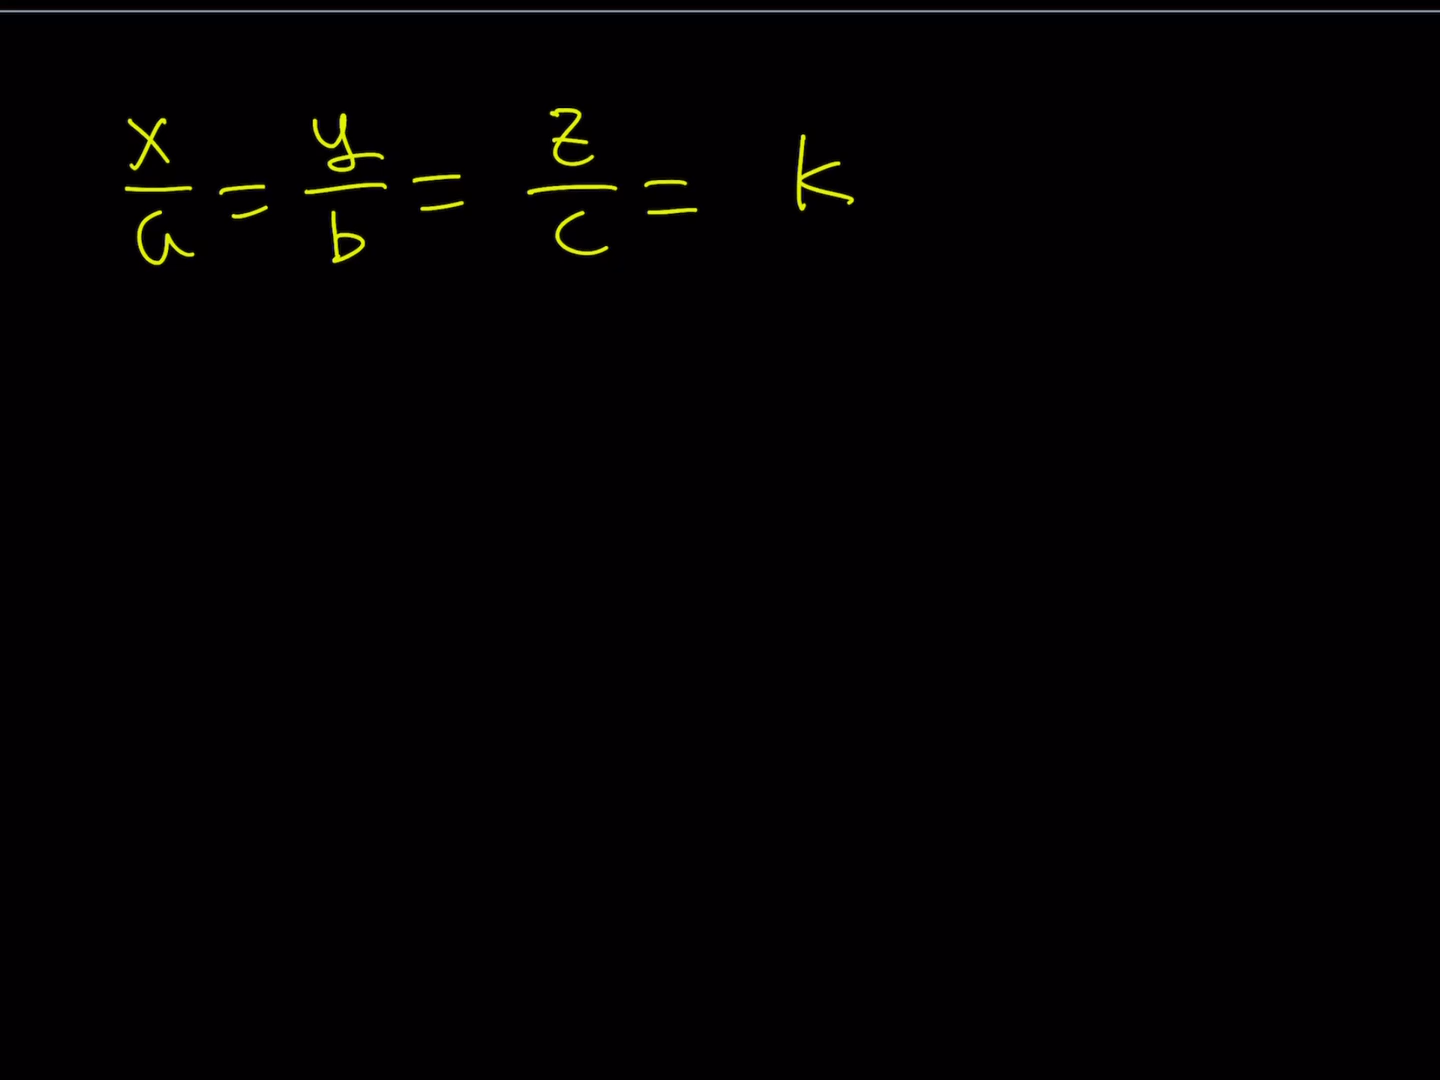 x/a = y/b = z/c = k